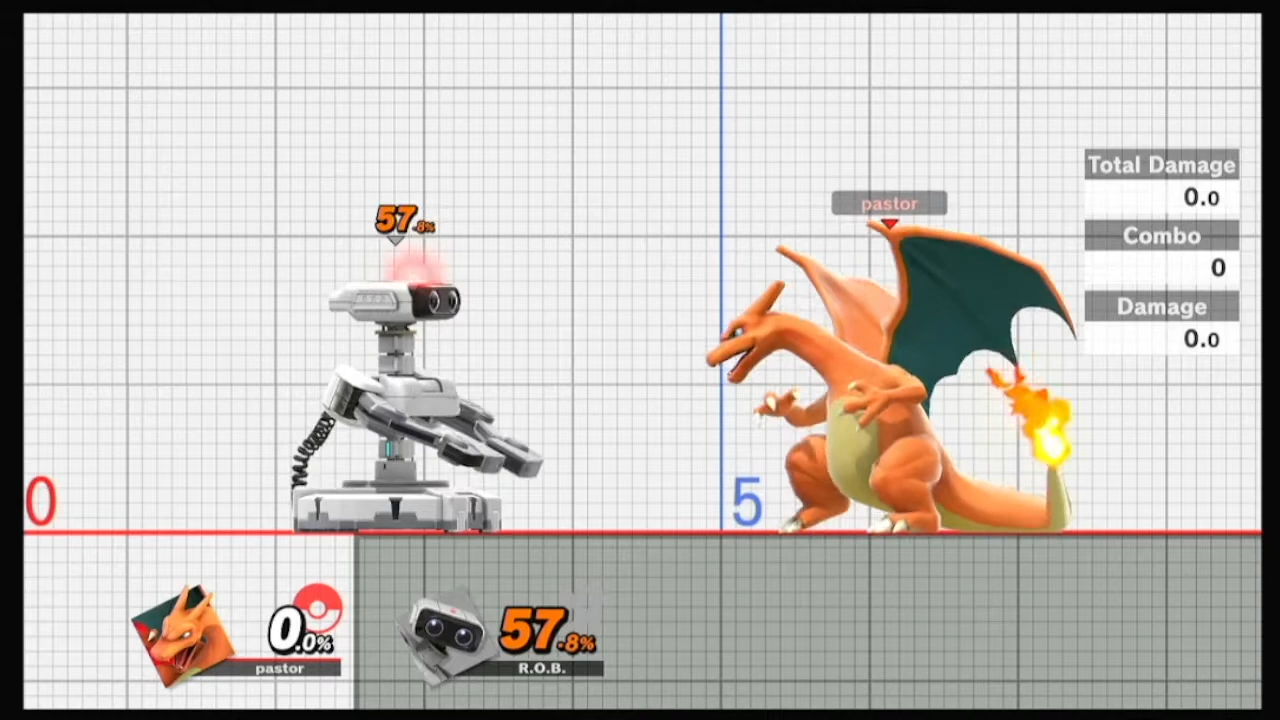 Total Damage
0.0
pastor
57.8%
Combo
0
Damage
0.0
0
5
0.0%
pastor
57.8%
R.O.B.